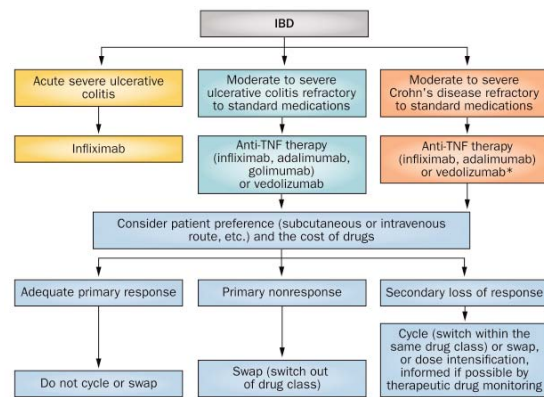 IBD
Acute severe ulcerative
colitis
Moderate to severe
ulcerative colitis refractory
to standard medications
Moderate to severe
Crohn's disease refractory
to standard medications
Infliximab
Anti-TNF therapy
(infliximab, adalimumab,
golimumab)
or vedolizumab
Anti-TNF therapy
(infliximab, adalimumab)
or vedolizumab*
Consider patient preference (subcutaneous or intravenous
route, etc.) and the cost of drugs
Adequate primary response
Primary nonresponse
Secondary loss of response
Do not cycle or swap
Swap (switch out
of drug class)
Cycle (switch within the
same drug class) or swap,
or dose intensification,
informed if possible by
therapeutic drug monitoring